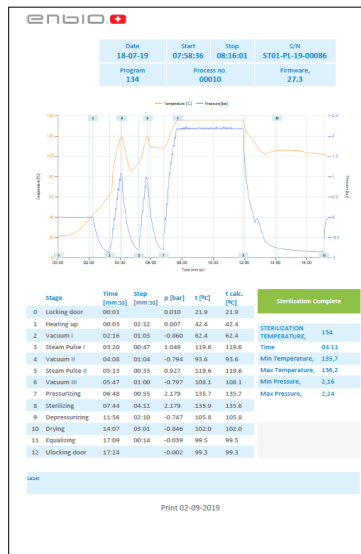 enbio
Date Start Stop S/N
18-07-19 07:58:36 08:16:01 ST01-PL-19-00086
Program Process no. Firmware,
134 00010 27.3
Temperature [°C] Pressure [bar]
Temperature [°C]
Pressure [bar]
Time [mm:ss]
Stage Time [mm:ss] Step [mm:ss] p [bar] t [ºC] t calc. [ºC]
0 Locking door 00:01 0.010 21.9 21.9
1 Heating up 00:03 02:12 0.007 42.4 42.4
2 Vacuum I 02:16 01:03 -0.860 62.4 62.4
3 Steam Pulse I 03:20 00:47 1.049 119.6 119.6
4 Vacuum II 04:08 01:04 -0.794 93.6 93.6
5 Steam Pulse II 05:13 00:33 0.927 119.6 119.6
6 Vacuum III 05:47 01:00 -0.797 108.1 108.1
7 Pressurizing 06:48 00:55 2.179 135.7 135.7
8 Sterilizing 07:44 04:11 2.179 135.9 135.6
9 Depressurizing 11:56 02:10 -0.747 105.8 105.8
10 Drying 14:07 03:01 -0.846 102.0 102.0
11 Equalizing 17:09 00:14 -0.039 99.5 99.5
12 Ulocking door 17:24 -0.002 99.3 99.3
Sterilization Complete
STERILIZATION TEMPERATURE, 134
Time 04:11
Min Temperature, 135,7
Max Temperature, 136,2
Min Pressure, 2,16
Max Pressure, 2,24
Label
Print 02-09-2019